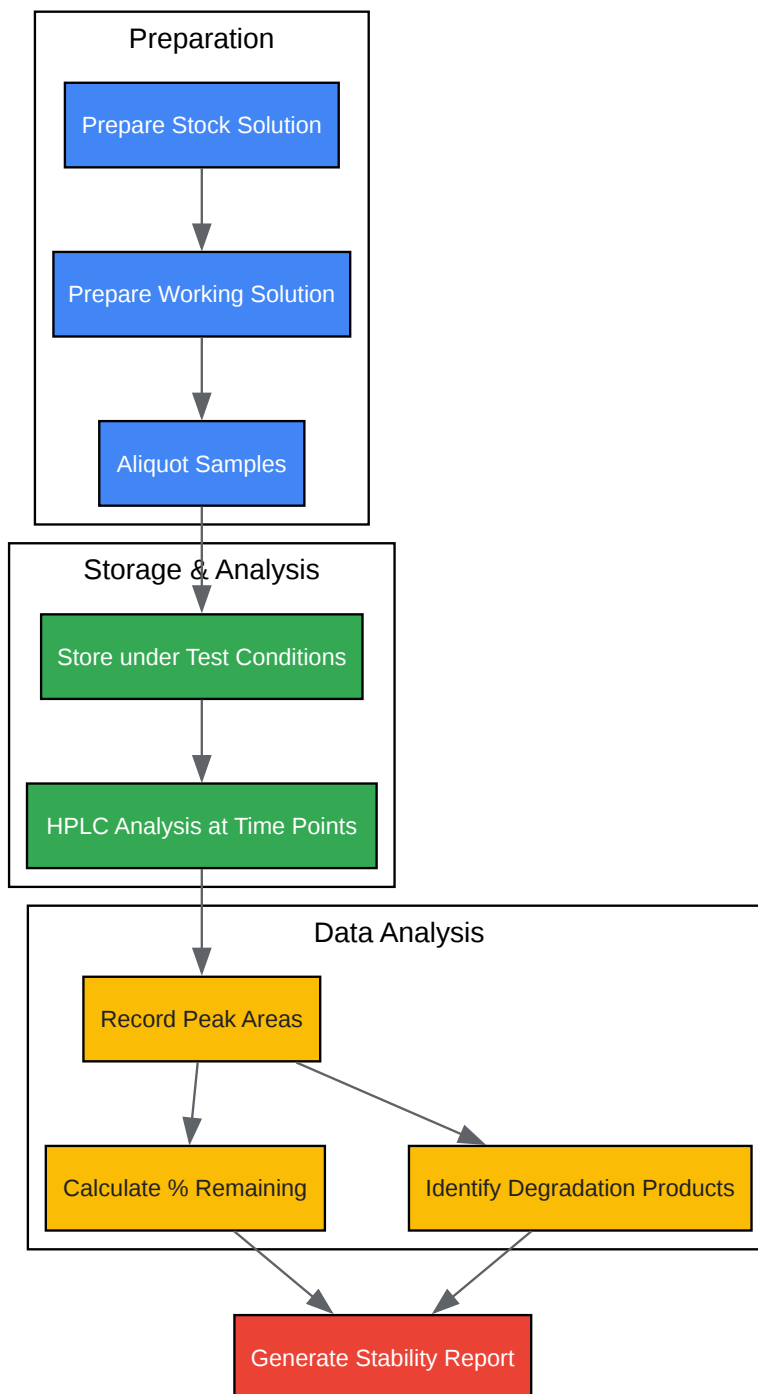 Preparation
Prepare Stock Solution
Prepare Working Solution
Aliquot Samples
Storage & Analysis
Store under Test Conditions
HPLC Analysis at Time Points
Data Analysis
Record Peak Areas
Calculate % Remaining
Identify Degradation Products
Generate Stability Report